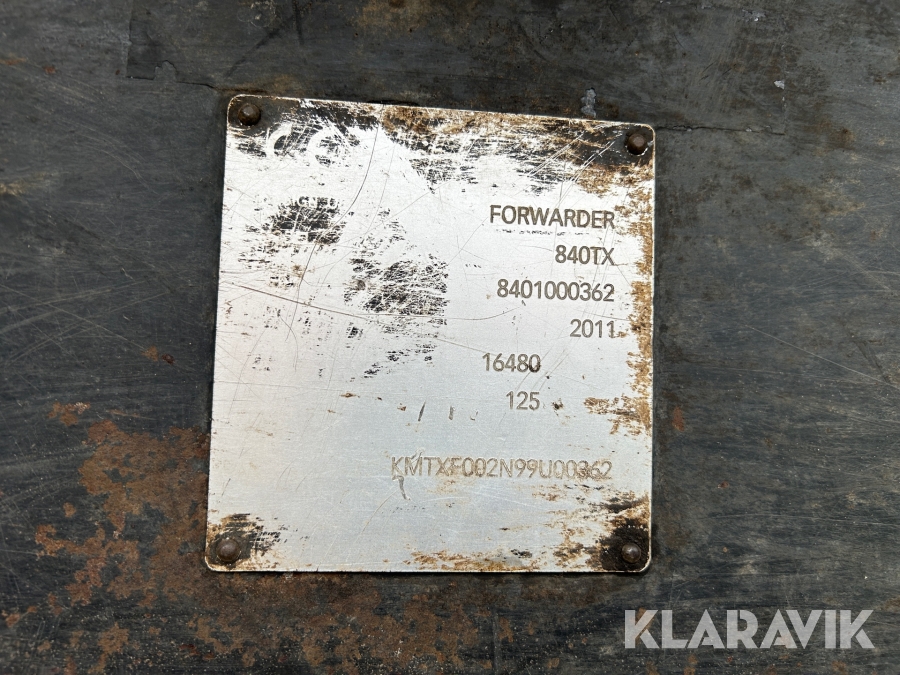 FORWARDER
840TX
8401000362
2011
16480
125
KMTXF002N99U00362
KLARAVIK